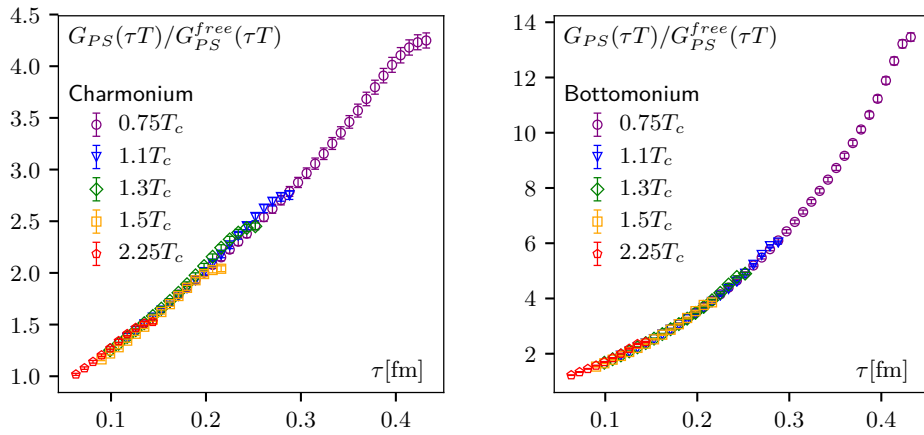 G_{PS}(τT)/G_{PS}^{free}(τT)
Charmonium
0.75T_c
1.1T_c
1.3T_c
1.5T_c
2.25T_c
τ[fm]
4.5
4.0
3.5
3.0
2.5
2.0
1.5
1.0
0.1 0.2 0.3 0.4
G_{PS}(τT)/G_{PS}^{free}(τT)
Bottomonium
0.75T_c
1.1T_c
1.3T_c
1.5T_c
2.25T_c
τ[fm]
14
12
10
8
6
4
2
0.1 0.2 0.3 0.4